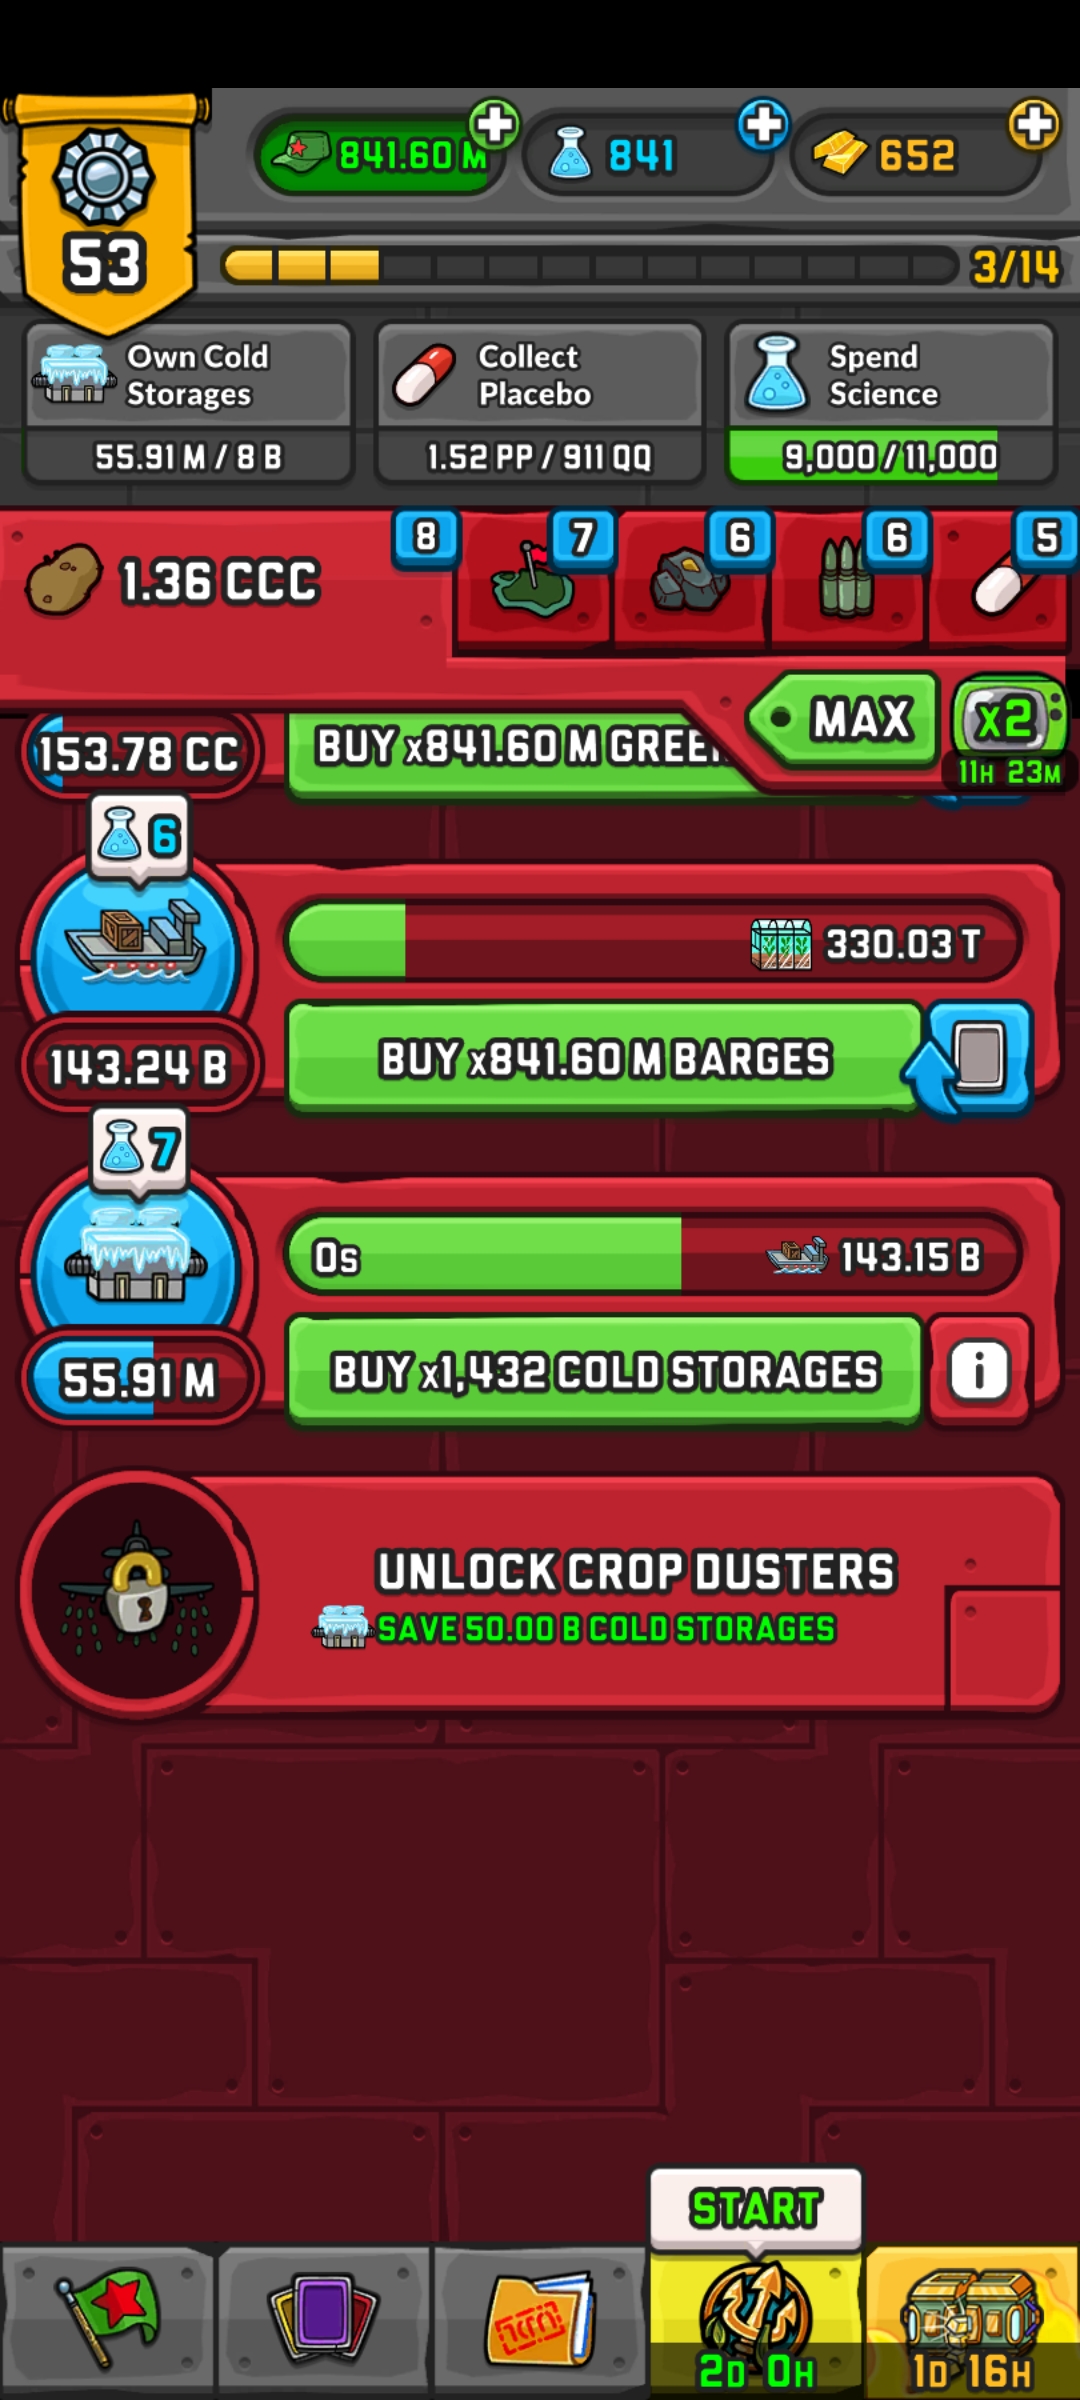 841.60 M
841
652
53
3/14
Own Cold
Storages
55.91 M / 8 B
Collect
Placebo
1.52 PP / 911 QQ
Spend
Science
9,000 / 11,000
1.36 CCC
8
7
6
6
5
MAX
x2
11H 23M
153.78 CC
BUY x841.60 M
6
330.03 T
143.24 B
BUY x841.60 M BARGES
7
0s
143.15 B
55.91 M
BUY x1,432 COLD STORAGES
i
UNLOCK CROP DUSTERS
SAVE 50.00 B COLD STORAGES
START
2D 0H
1D 16H